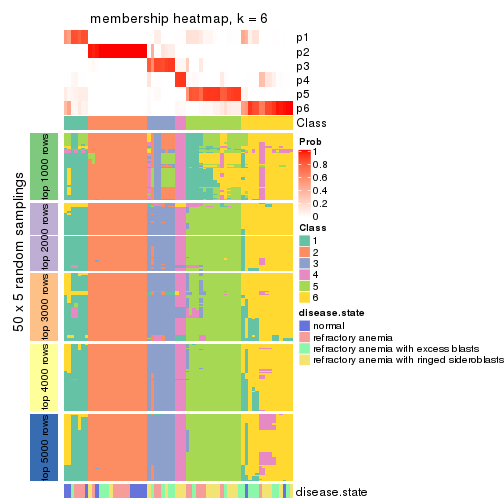 membership heatmap, k = 6
p1
p2
p3
p4
p5
p6
Class
50 x 5 random samplings
top 1000 rows
top 2000 rows
top 3000 rows
top 4000 rows
top 5000 rows
disease.state
Prob
1
0.8
0.6
0.4
0.2
0
Class
1
2
3
4
5
6
disease.state
normal
refractory anemia
refractory anemia with excess blasts
refractory anemia with ringed sideroblasts